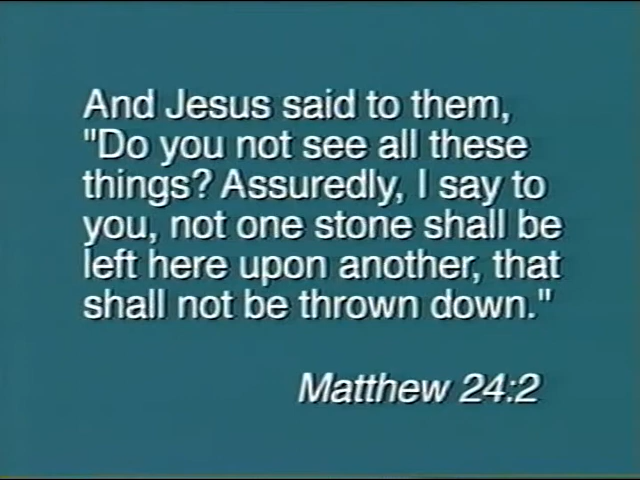 And Jesus said to them,
"Do you not see all these
things? Assuredly, I say to
you, not one stone shall be
left here upon another, that
shall not be thrown down."
Matthew 24:2